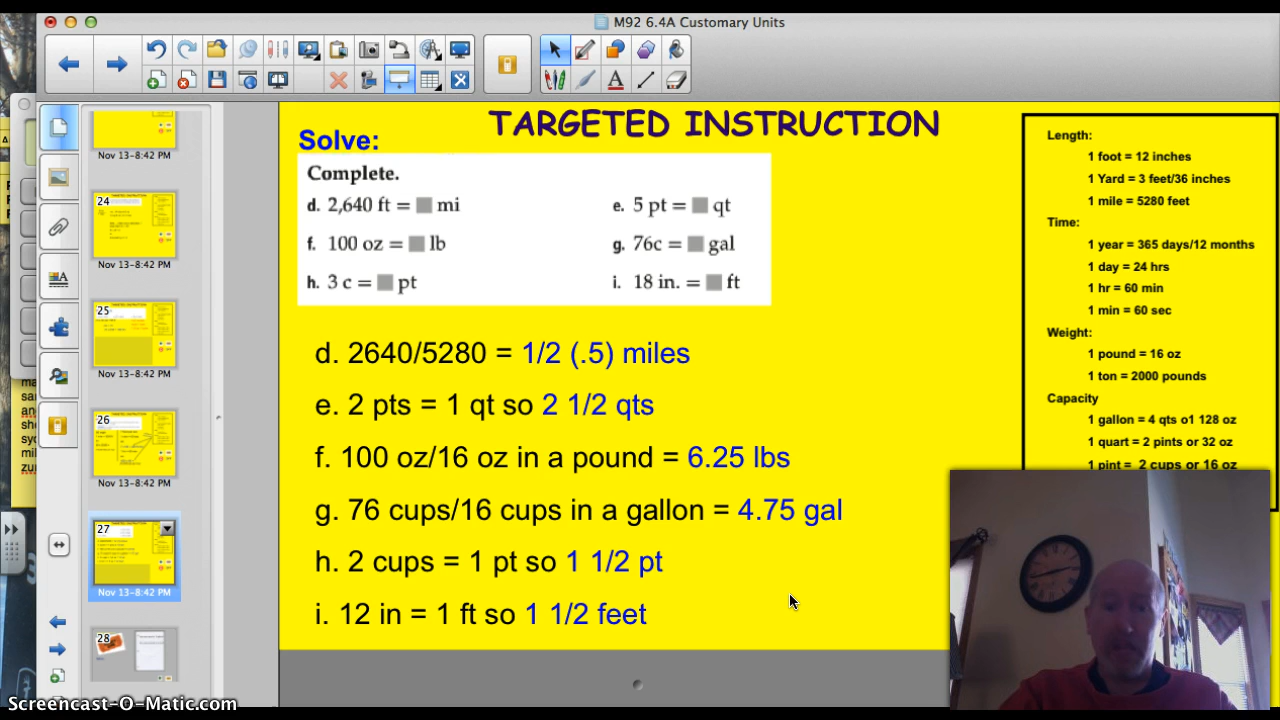 M92 6.4A Customary Units
TARGETED INSTRUCTION
Solve:
Complete.
d. 2,640 ft = mi
e. 5 pt = qt
f. 100 oz = lb
g. 76c = gal
h. 3 c = pt
i. 18 in. = ft
d. 2640/5280 = 1/2 (.5) miles
e. 2 pts = 1 qt so 2 1/2 qts
f. 100 oz/16 oz in a pound = 6.25 lbs
g. 76 cups/16 cups in a gallon = 4.75 gal
h. 2 cups = 1 pt so 1 1/2 pt
i. 12 in = 1 ft so 1 1/2 feet
Length:
1 foot = 12 inches
1 Yard = 3 feet/36 inches
1 mile = 5280 feet
Time:
1 year = 365 days/12 months
1 day = 24 hrs
1 hr = 60 min
1 min = 60 sec
Weight:
1 pound = 16 oz
1 ton = 2000 pounds
Capacity
1 gallon = 4 qts o1 128 oz
1 quart = 2 pints or 32 oz
1 pint = 2 cups or 16 oz
Nov 13-8:42 PM
24
Nov 13-8:42 PM
25
Nov 13-8:42 PM
26
Nov 13-8:42 PM
27
Nov 13-8:42 PM
28
Screencast-O-Matic.com